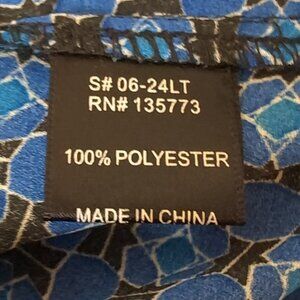 S# 06-24LT
RN# 135773
100% POLYESTER
MADE IN CHINA